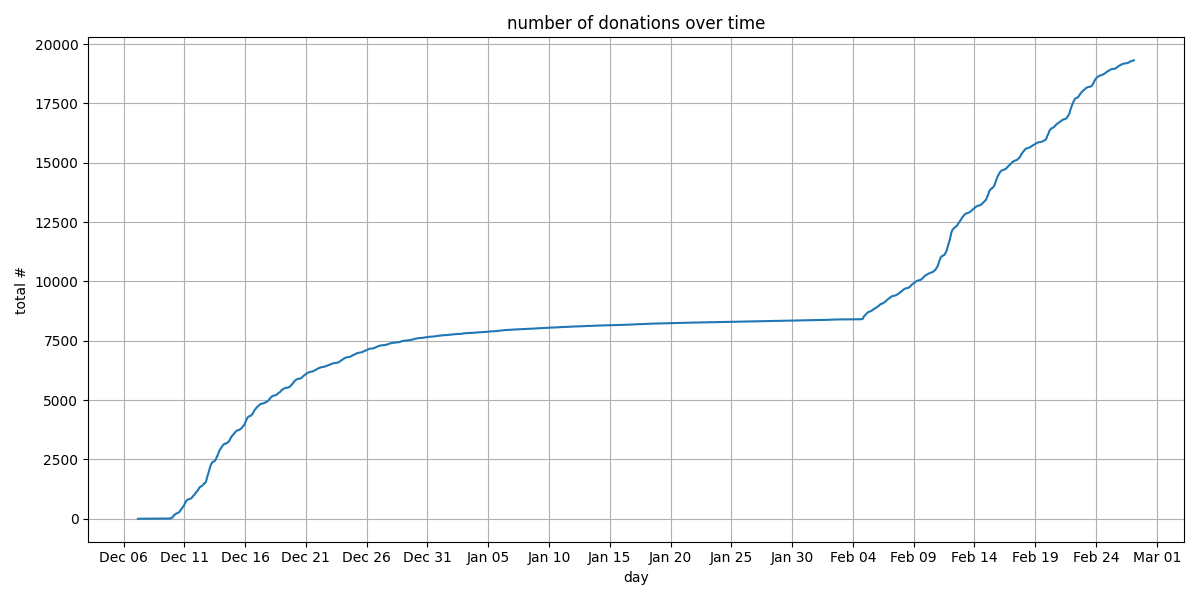 number of donations over time
20000
17500
15000
12500
10000
7500
5000
2500
0
total #
Dec 06 Dec 11 Dec 16 Dec 21 Dec 26 Dec 31 Jan 05 Jan 10 Jan 15 Jan 20 Jan 25 Jan 30 Feb 04 Feb 09 Feb 14 Feb 19 Feb 24 Mar 01
day